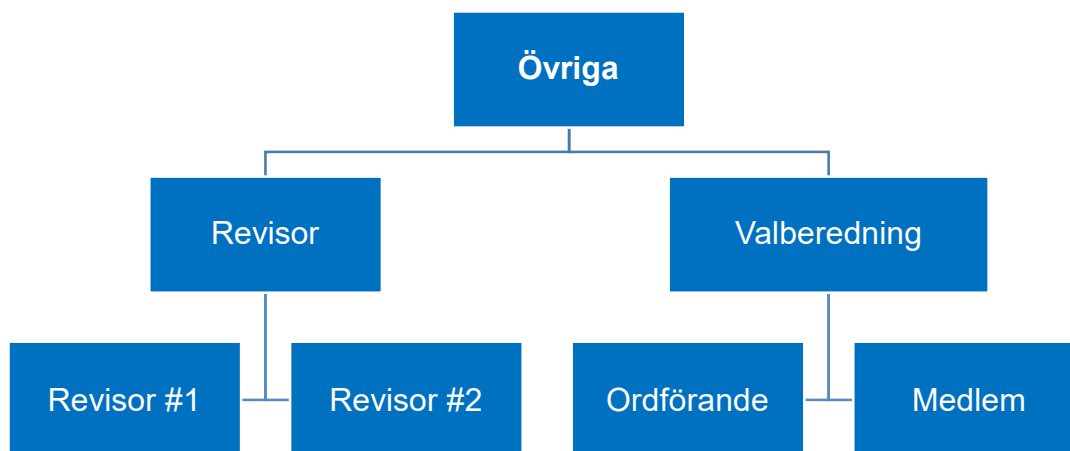 Övriga
Revisor
Valberedning
Revisor #1
Revisor #2
Ordförande
Medlem